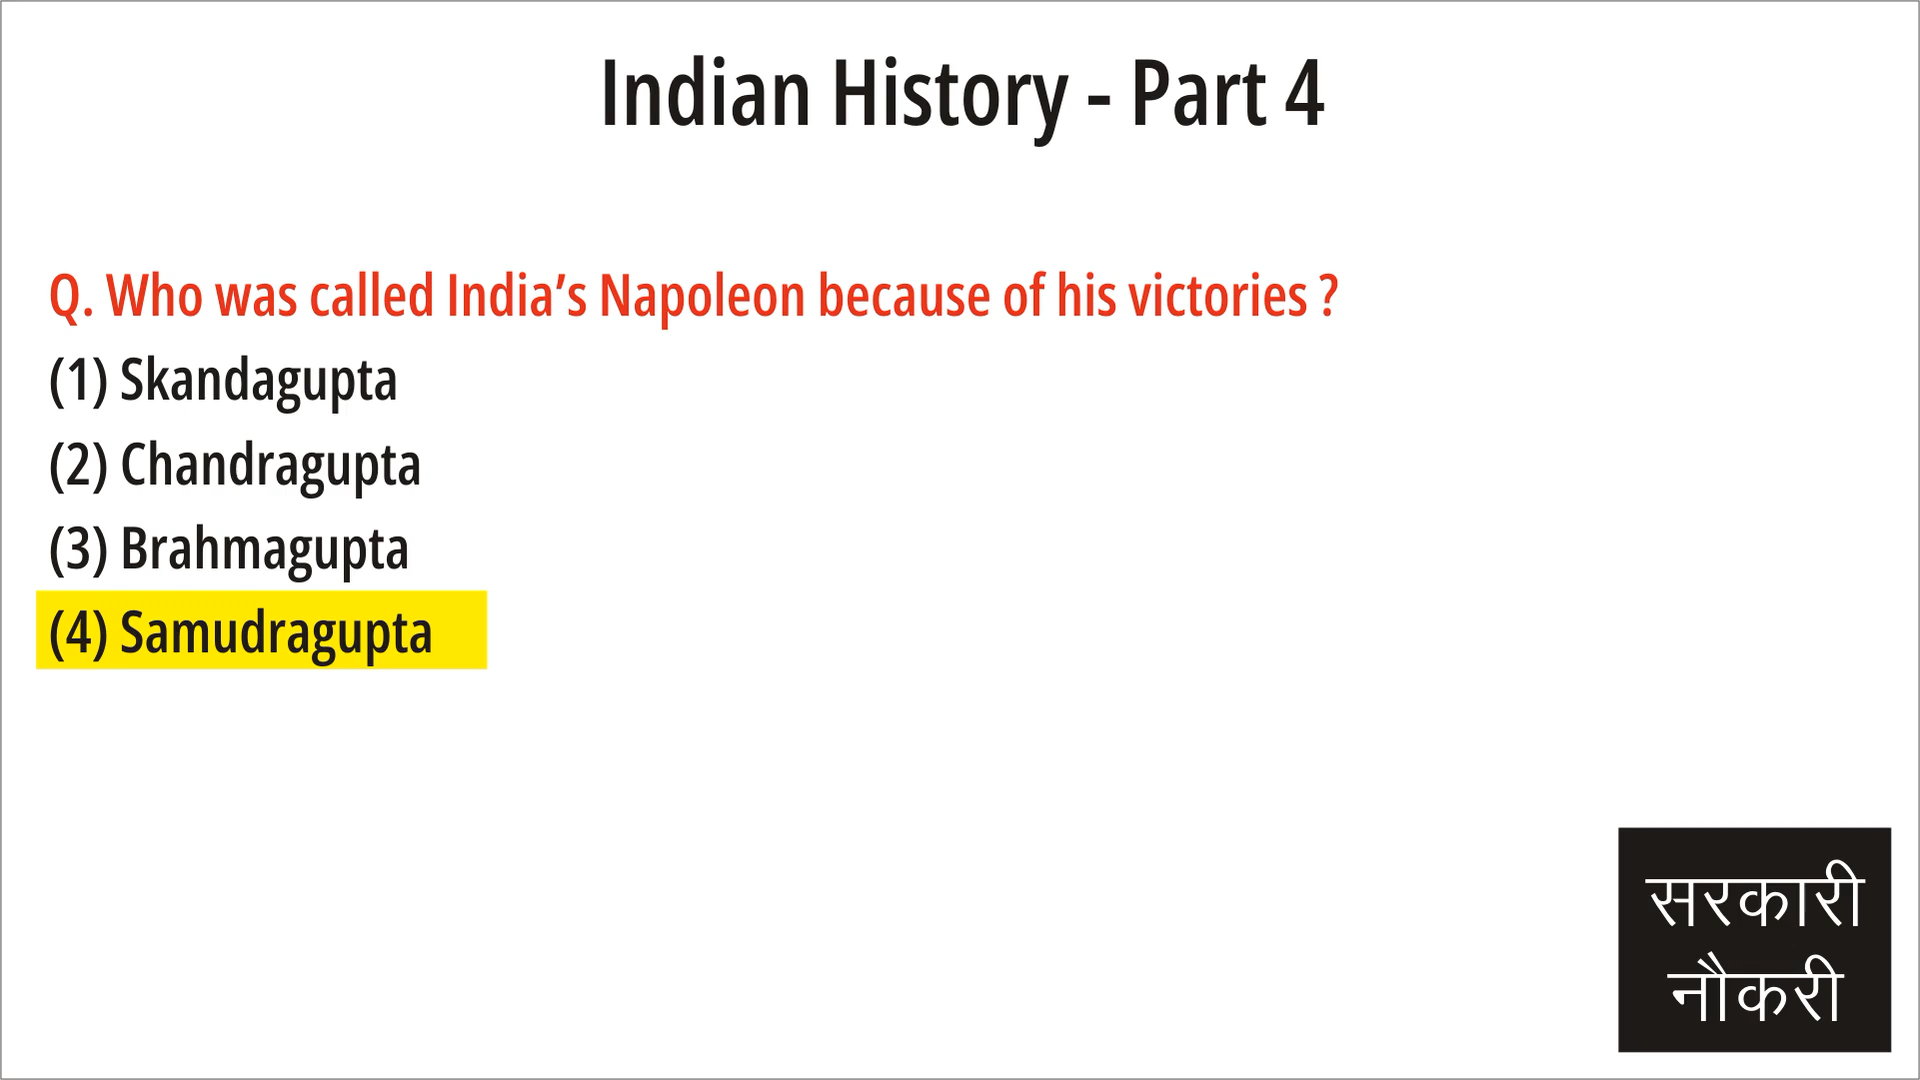 Indian History - Part 4
Q. Who was called India’s Napoleon because of his victories ?
(1) Skandagupta
(2) Chandragupta
(3) Brahmagupta
(4) Samudragupta
सरकारी
नौकरी